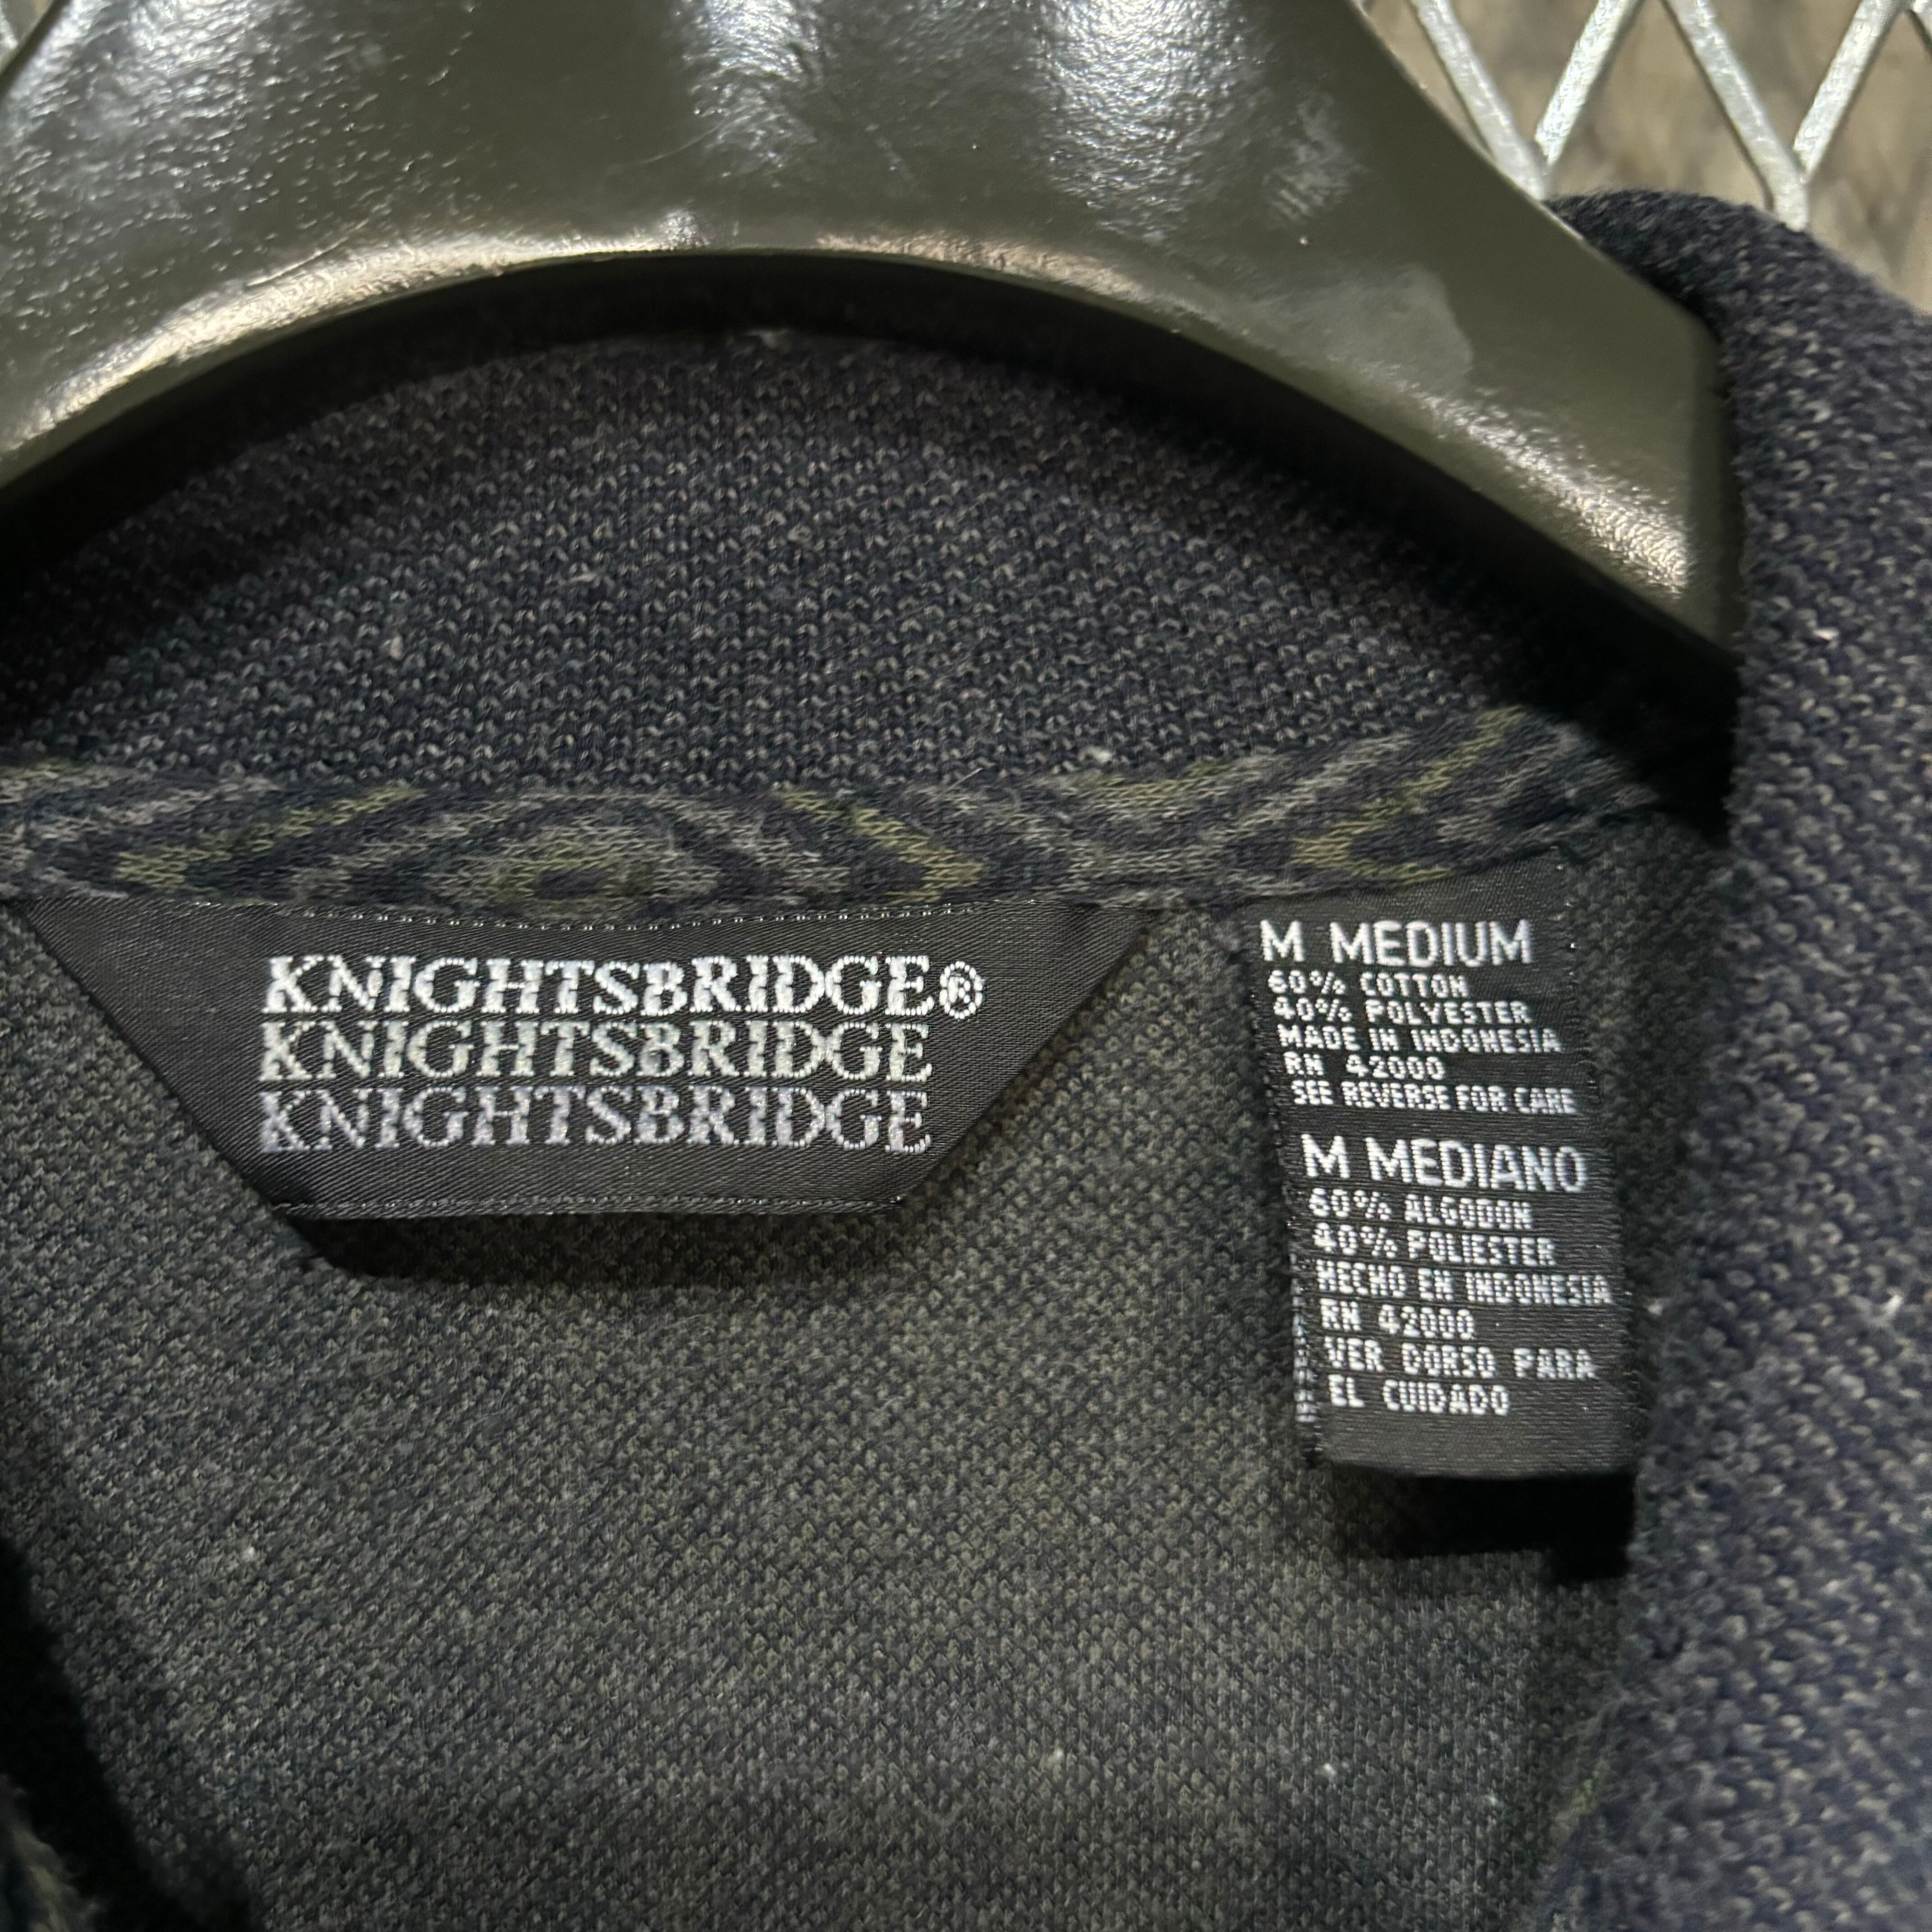 KNIGHTSBRIDGE®
KNIGHTSBRIDGE
KNIGHTSBRIDGE
M MEDIUM
60% COTTON
40% POLYESTER
MADE IN INDONESIA
RN 42000
SEE REVERSE FOR CARE
M MEDIANO
60% ALGODON
40% POLIESTER
HECHO EN INDONESIA
RN 42000
VER DORSO PARA
EL CUIDADO